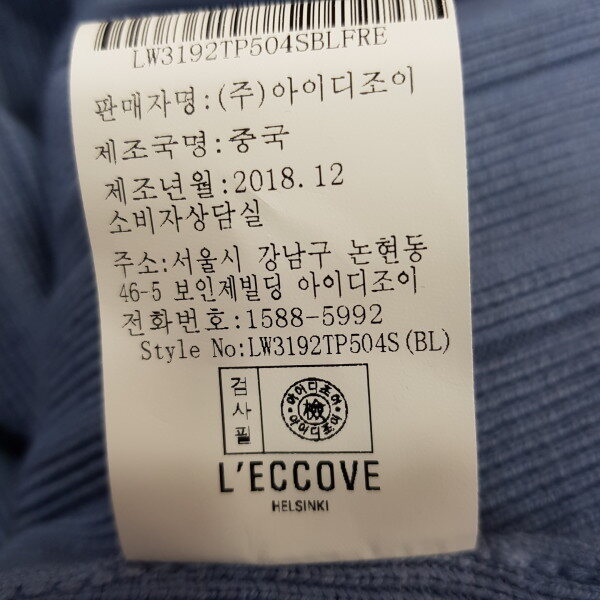 LW3192TP504SBLFRE
판매자명:(주)아이디조이
제조국명:중국
제조년월:2018.12
소비자상담실
주소:서울시 강남구 논현동
46-5 보인제빌딩 아이디조이
전화번호:1588-5992
Style No:LW3192TP504S(BL)
검사필
아이디조이
檢
아이디조이
L'ECCOVE
HELSINKI